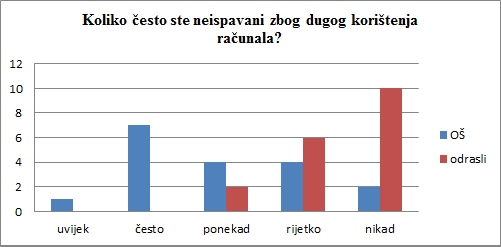 Koliko često ste neispavani zbog dugog korištenja
računala?
12
10
8
6
4
2
0
uvijek
često
ponekad
rijetko
nikad
OŠ
odrasli